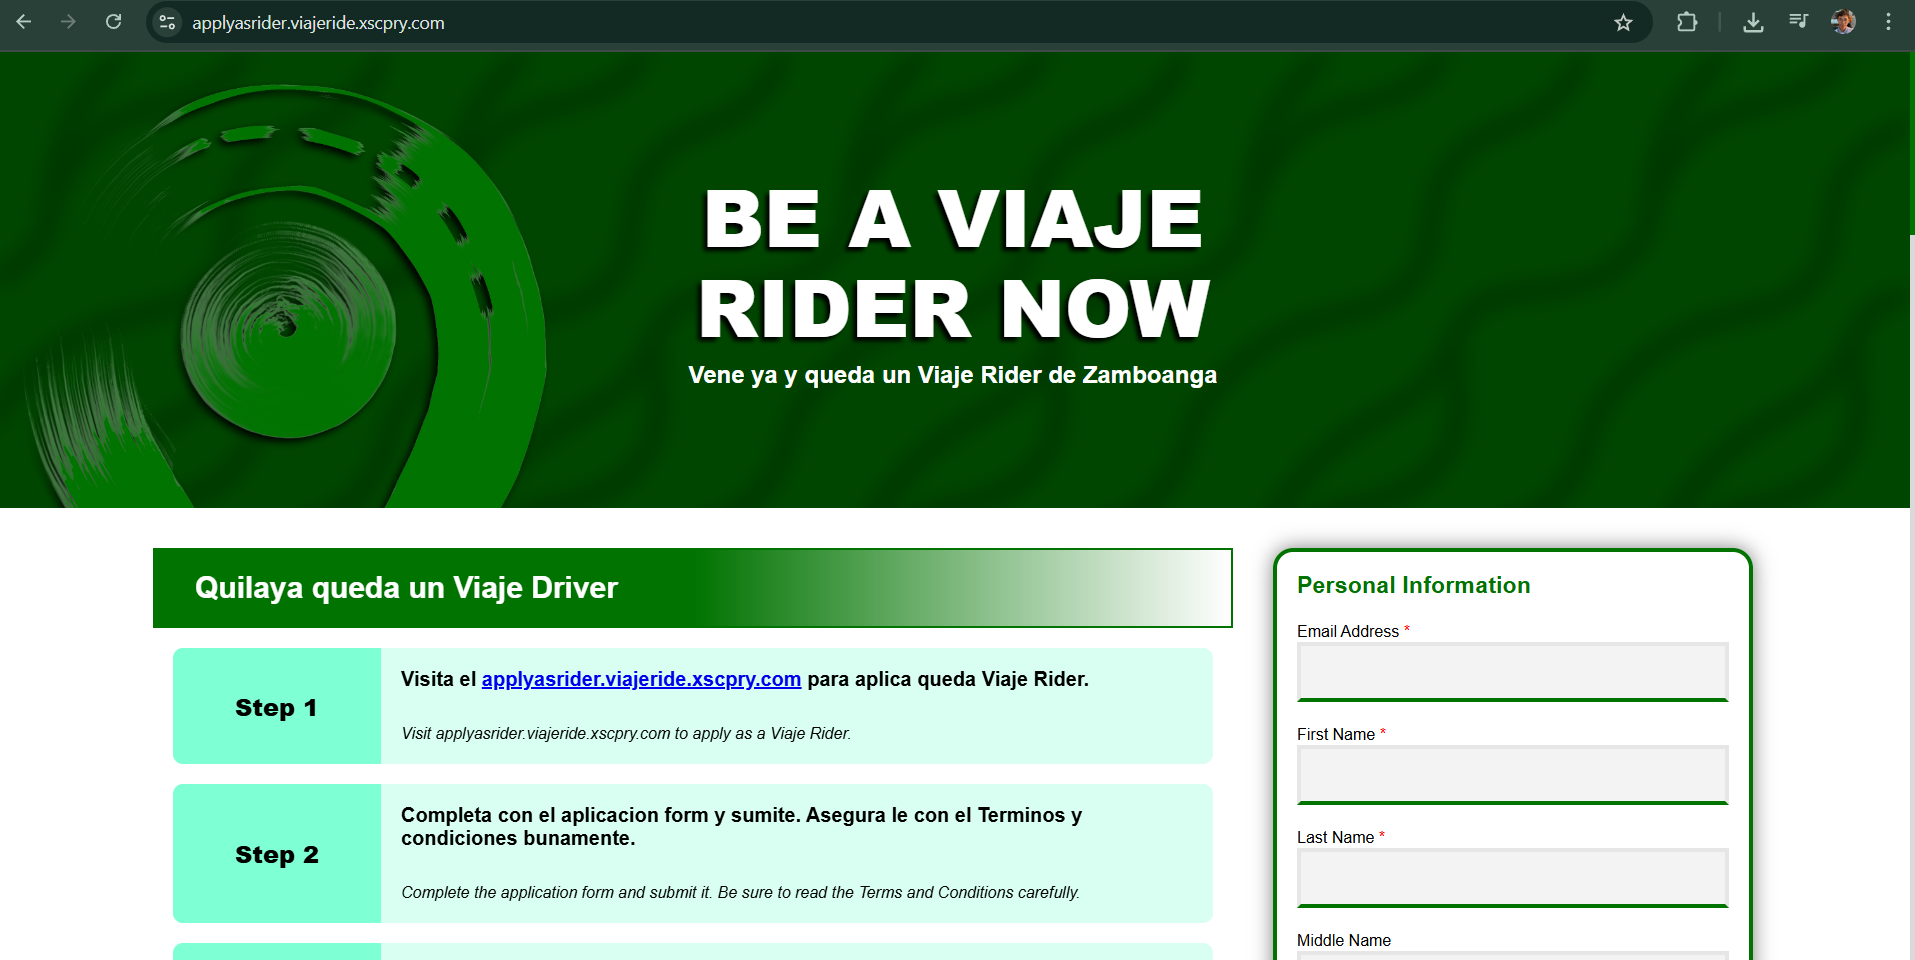 applyasrider.viajeride.xscpry.com
BE A VIAJE
RIDER NOW
Vene ya y queda un Viaje Rider de Zamboanga
Quilaya queda un Viaje Driver
Step 1
Visita el applyasrider.viajeride.xscpry.com para aplica queda Viaje Rider.
Visit applyasrider.viajeride.xscpry.com to apply as a Viaje Rider.
Step 2
Completa con el aplicacion form y sumite. Asegura le con el Terminos y
condiciones bunamente.
Complete the application form and submit it. Be sure to read the Terms and Conditions carefully.
Personal Information
Email Address *
First Name *
Last Name *
Middle Name